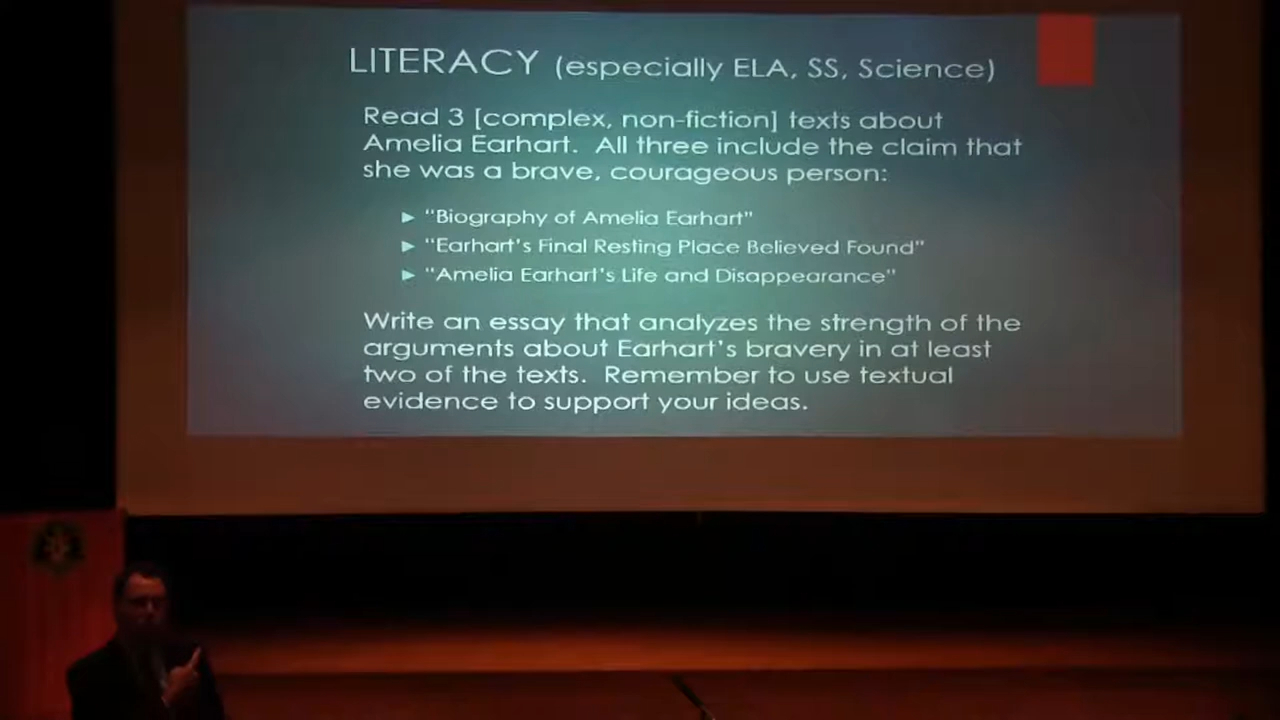 LITERACY (especially ELA, SS, Science)
Read 3 [complex, non-fiction] texts about
Amelia Earhart. All three include the claim that
she was a brave, courageous person:
► "Biography of Amelia Earhart"
► "Earhart's Final Resting Place Believed Found"
► "Amelia Earhart's Life and Disappearance"
Write an essay that analyzes the strength of the
arguments about Earhart's bravery in at least
two of the texts. Remember to use textual
evidence to support your ideas.